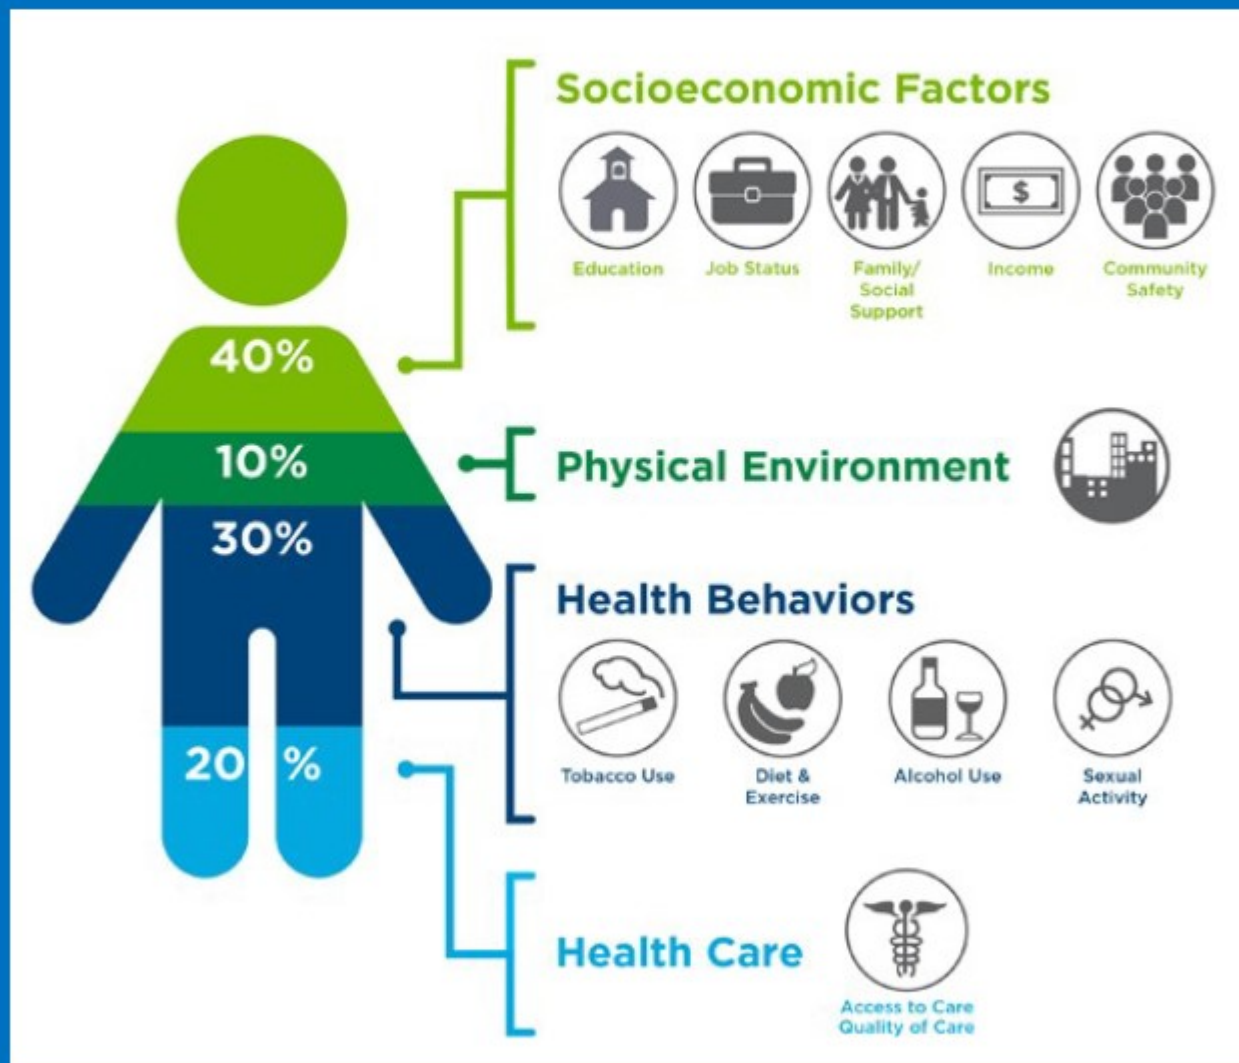 Socioeconomic Factors
$
Education
Job Status
Family/
Social
Support
Income
Community
Safety
40%
10%
Physical Environment
30%
Health Behaviors
Tobacco Use
Diet &
Exercise
Alcohol Use
Sexual
Activity
20 %
Health Care
Access to Care
Quality of Care